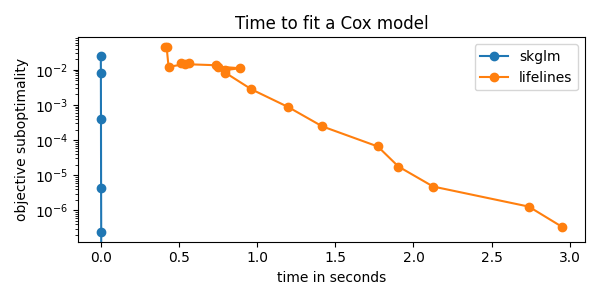 Time to fit a Cox model
objective suboptimality
10⁻²
10⁻³
10⁻⁴
10⁻⁵
10⁻⁶
skglm
lifelines
0.0 0.5 1.0 1.5 2.0 2.5 3.0
time in seconds